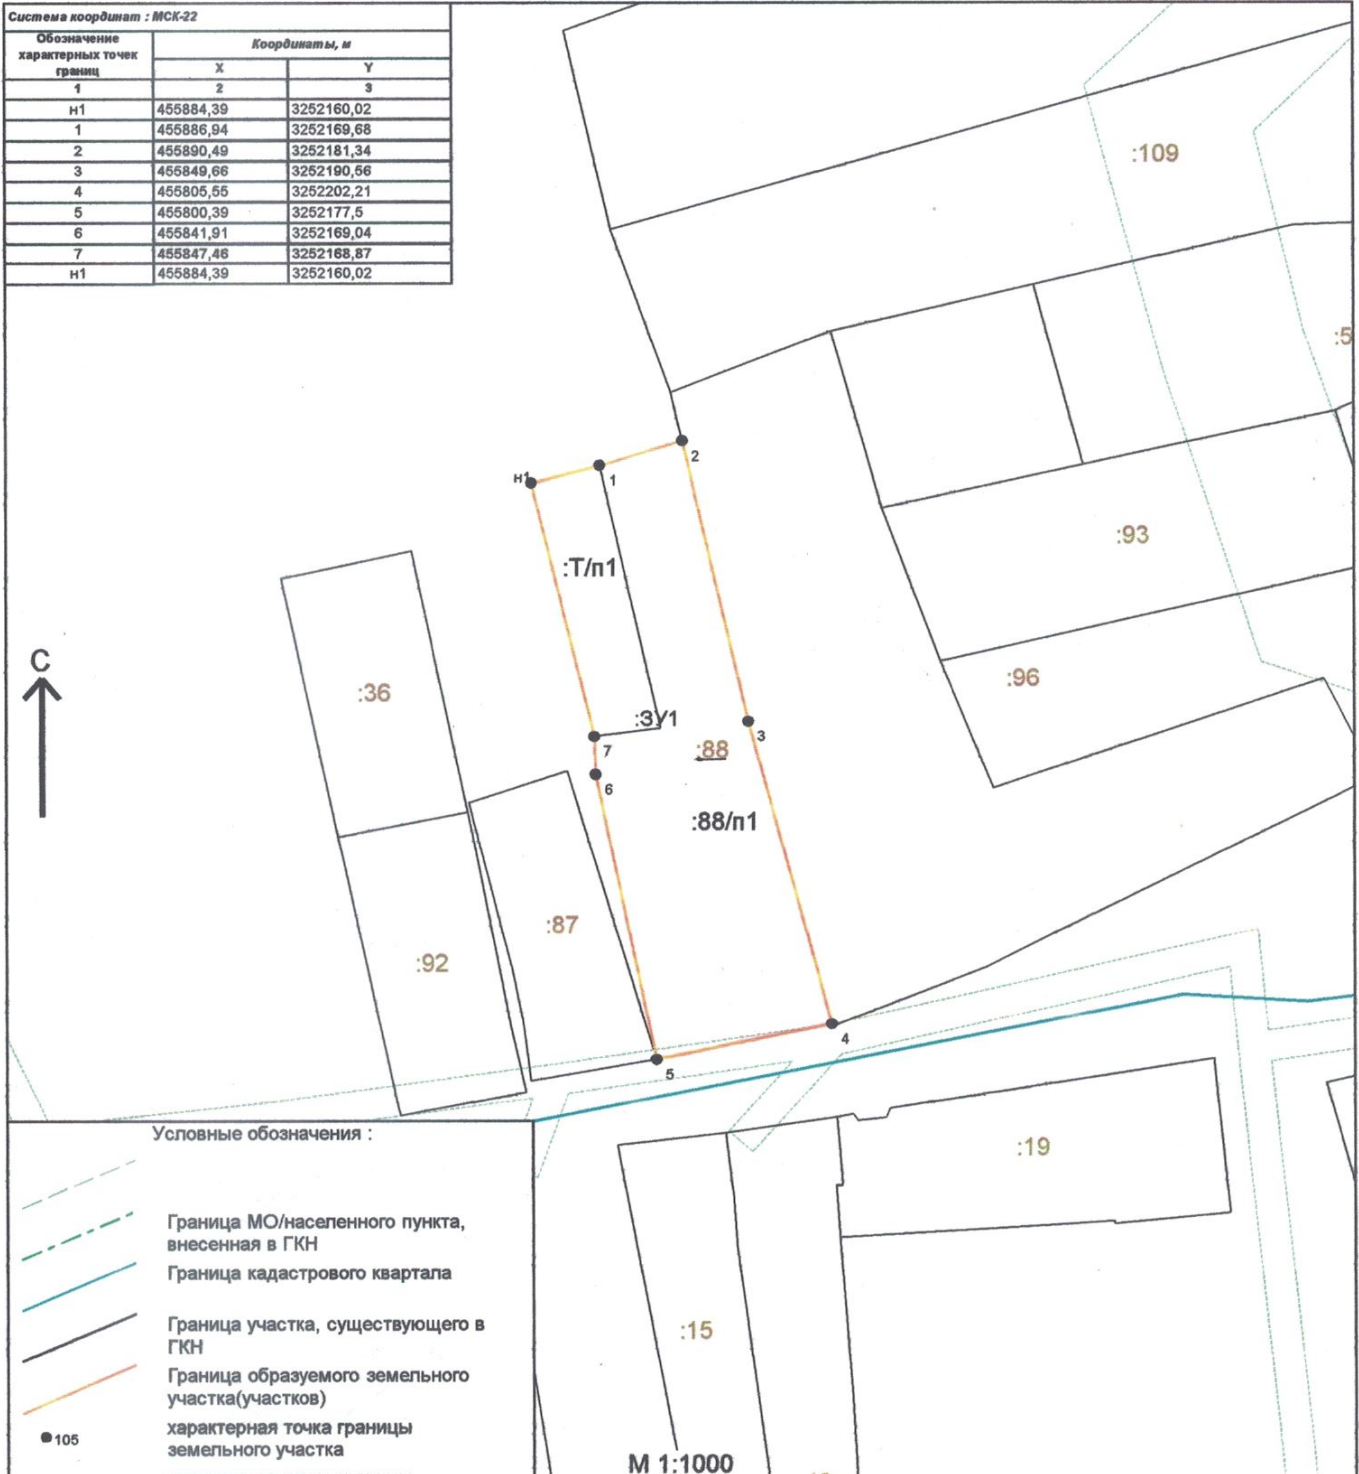 Система координат : МСК-22
Обозначение характерных точек границ
Координаты, м
X Y
1 2 3
н1 455884,39 3252160,02
1 455886,94 3252169,68
2 455890,49 3252181,34
3 455849,66 3252190,56
4 455805,55 3252202,21
5 455800,39 3252177,5
6 455841,91 3252169,04
7 455847,46 3252168,87
н1 455884,39 3252160,02
:109
:5
2
н1
1
:Т/п1
:93
С
:36
:96
:ЗУ1
7
3
:88
6
:88/п1
:87
:92
4
5
Условные обозначения :
:19
Граница МО/населенного пункта,
внесенная в ГКН
Граница кадастрового квартала
Граница участка, существующего в
ГКН
:15
Граница образуемого земельного
участка(участков)
105
характерная точка границы
земельного участка
М 1:1000